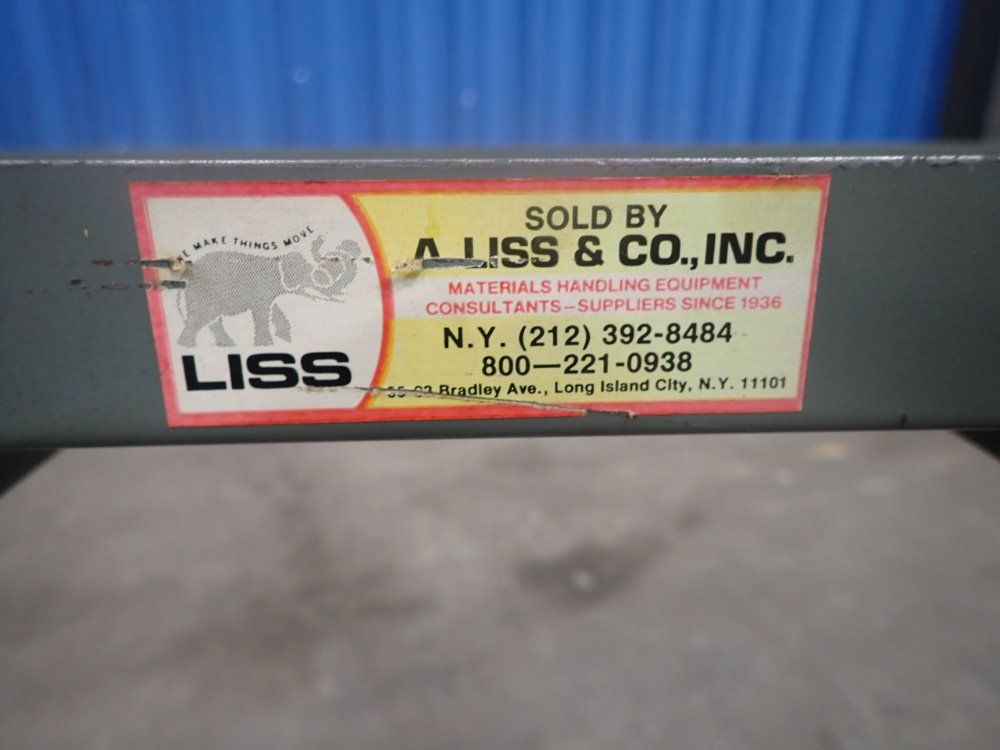 MAKE THINGS MOVE
LISS
SOLD BY
A. LISS & CO., INC.
MATERIALS HANDLING EQUIPMENT
CONSULTANTS–SUPPLIERS SINCE 1936
N.Y. (212) 392-8484
800—221-0938
Bradley Ave., Long Island City, N.Y. 11101